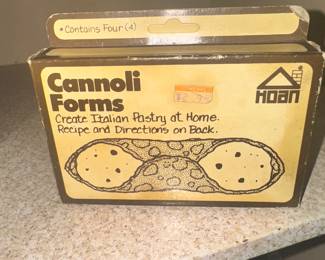 • Contains Four (4)
Cannoli
Forms
HOAN
Create Italian Pastry at Home.
Recipe and Directions on Back.